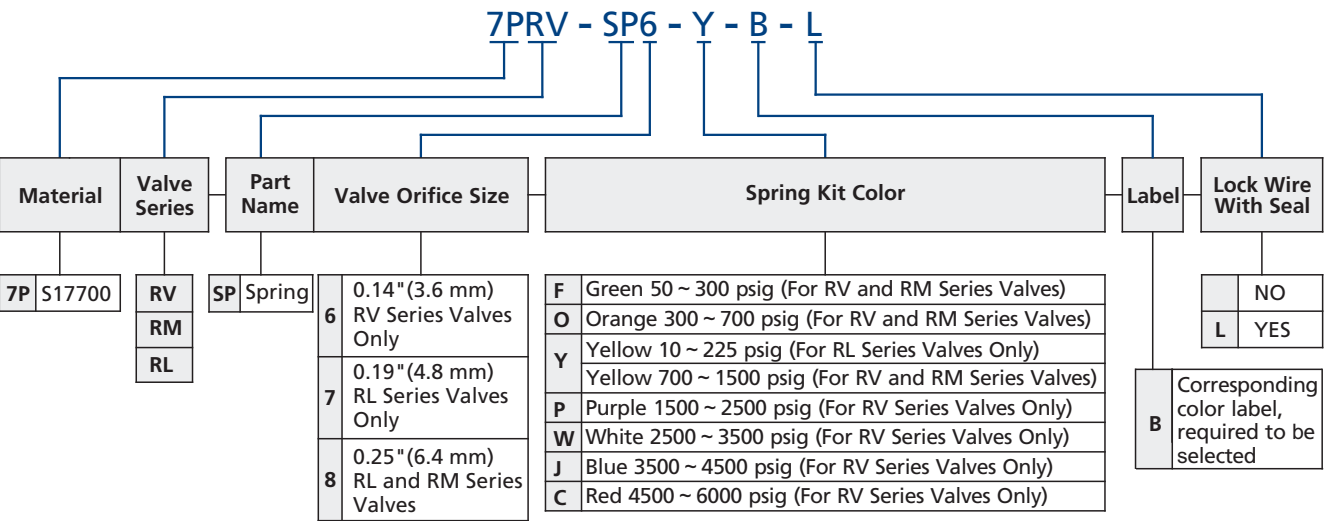 7PRV - SP6 - Y - B - L
Material
Valve
Series
Part
Name
Valve Orifice Size
Spring Kit Color
Label
Lock Wire
With Seal
7P S17700
RV
RM
RL
SP Spring
6
0.14"(3.6 mm)
RV Series Valves
Only
7
0.19"(4.8 mm)
RL Series Valves
Only
8
0.25"(6.4 mm)
RL and RM Series
Valves
F Green 50 ~ 300 psig (For RV and RM Series Valves)
O Orange 300 ~ 700 psig (For RV and RM Series Valves)
Y
Yellow 10 ~ 225 psig (For RL Series Valves Only)
Yellow 700 ~ 1500 psig (For RV and RM Series Valves)
P Purple 1500 ~ 2500 psig (For RV Series Valves Only)
W White 2500 ~ 3500 psig (For RV Series Valves Only)
J Blue 3500 ~ 4500 psig (For RV Series Valves Only)
C Red 4500 ~ 6000 psig (For RV Series Valves Only)
B
Corresponding
color label,
required to be
selected
NO
L YES